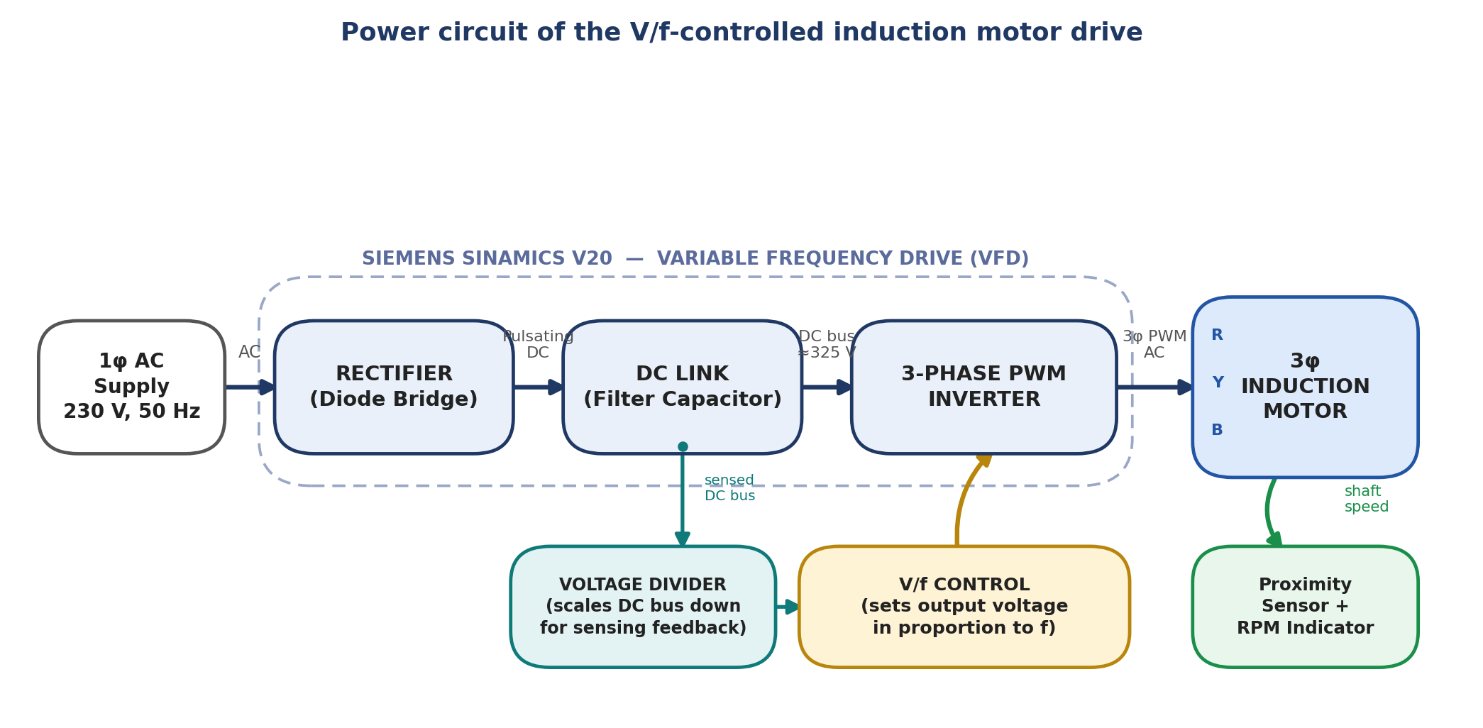 Power circuit of the V/f-controlled induction motor drive
SIEMENS SINAMICS V20 — VARIABLE FREQUENCY DRIVE (VFD)
1φ AC
Supply
230 V, 50 Hz
AC
RECTIFIER
(Diode Bridge)
Pulsating
DC
DC LINK
(Filter Capacitor)
DC bus
≈325 V
3-PHASE PWM
INVERTER
3φ PWM
AC
R
Y
B
3φ
INDUCTION
MOTOR
sensed
DC bus
shaft
speed
VOLTAGE DIVIDER
(scales DC bus down
for sensing feedback)
V/f CONTROL
(sets output voltage
in proportion to f)
Proximity
Sensor +
RPM Indicator